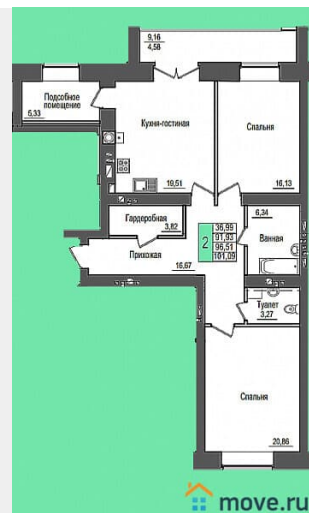 9,16
4,58
Подсобное
помещение
5,33
Кухня-гостиная
19,51
Спальня
16,13
Гардеробная
3,82
Прихожая
16,67
2
36,99
91,93
96,51
101,09
6,34
Ванная
Туалет
3,27
Спальня
20,86
move.ru